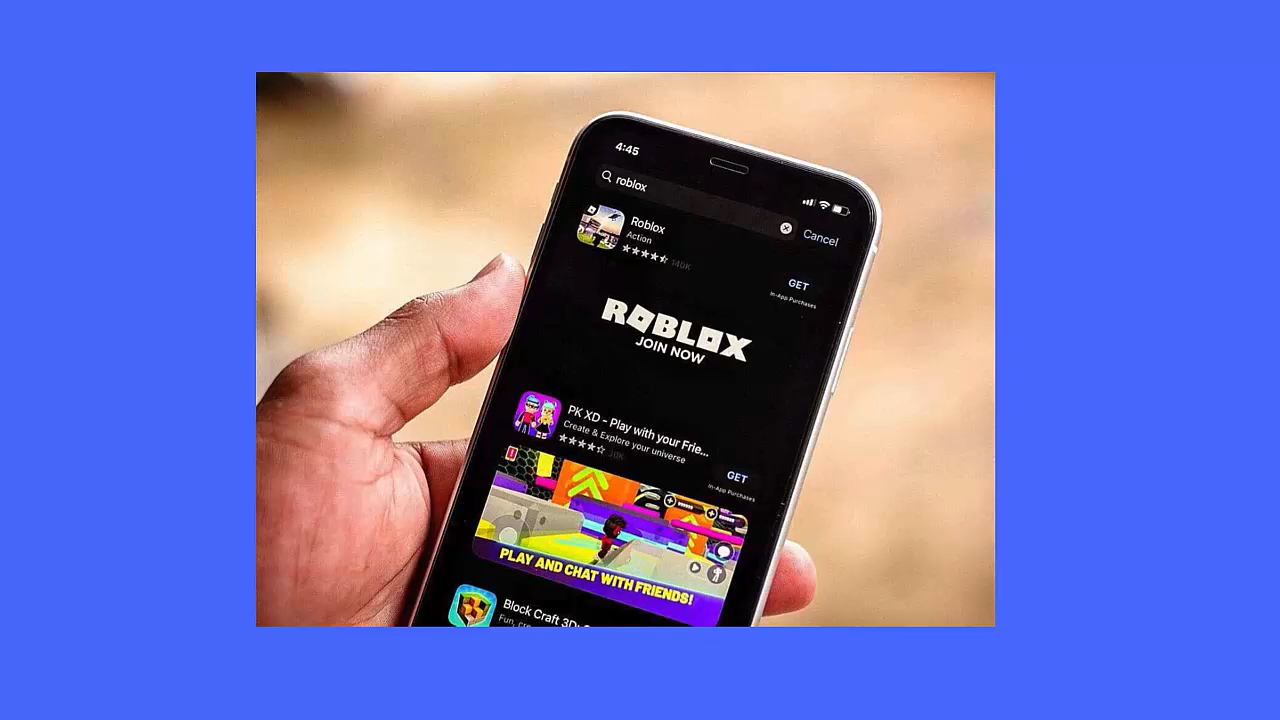 4:45
roblox
Cancel
Roblox
Action
140K
GET
In-App Purchases
ROBLOX
JOIN NOW
PK XD - Play with your Frie...
Create & Explore your universe
GET
In-App Purchases
PLAY AND CHAT WITH FRIENDS!
Block Craft 3D: